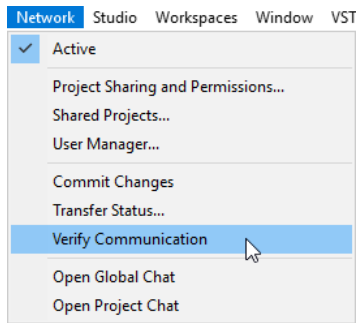 Network Studio Workspaces Window VST
Active
Project Sharing and Permissions...
Shared Projects...
User Manager...
Commit Changes
Transfer Status...
Verify Communication
Open Global Chat
Open Project Chat